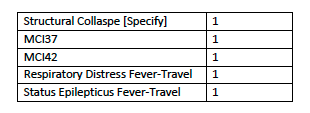 Structural Collaspe [Specify] 1
MCI37 1
MCI42 1
Respiratory Distress Fever-Travel 1
Status Epilepticus Fever-Travel 1